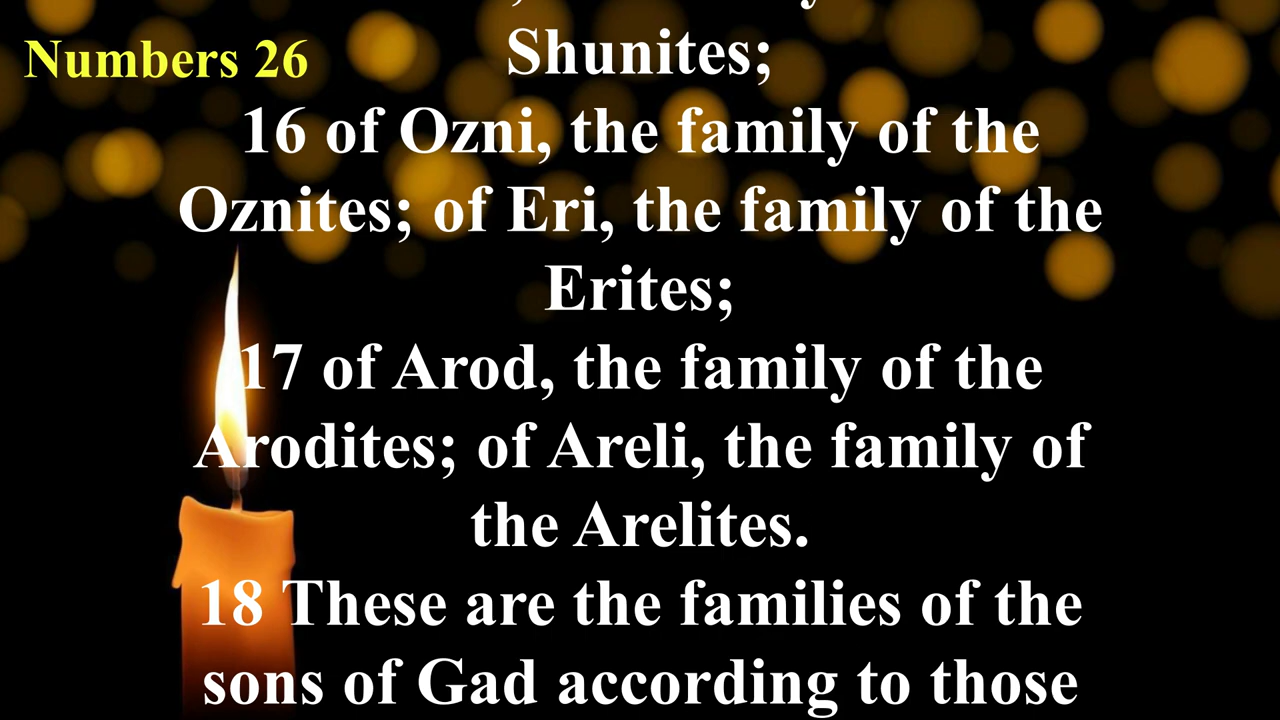 Numbers 26
Shunites;
16 of Ozni, the family of the
Oznites; of Eri, the family of the
Erites;
17 of Arod, the family of the
Arodites; of Areli, the family of
the Arelites.
18 These are the families of the
sons of Gad according to those